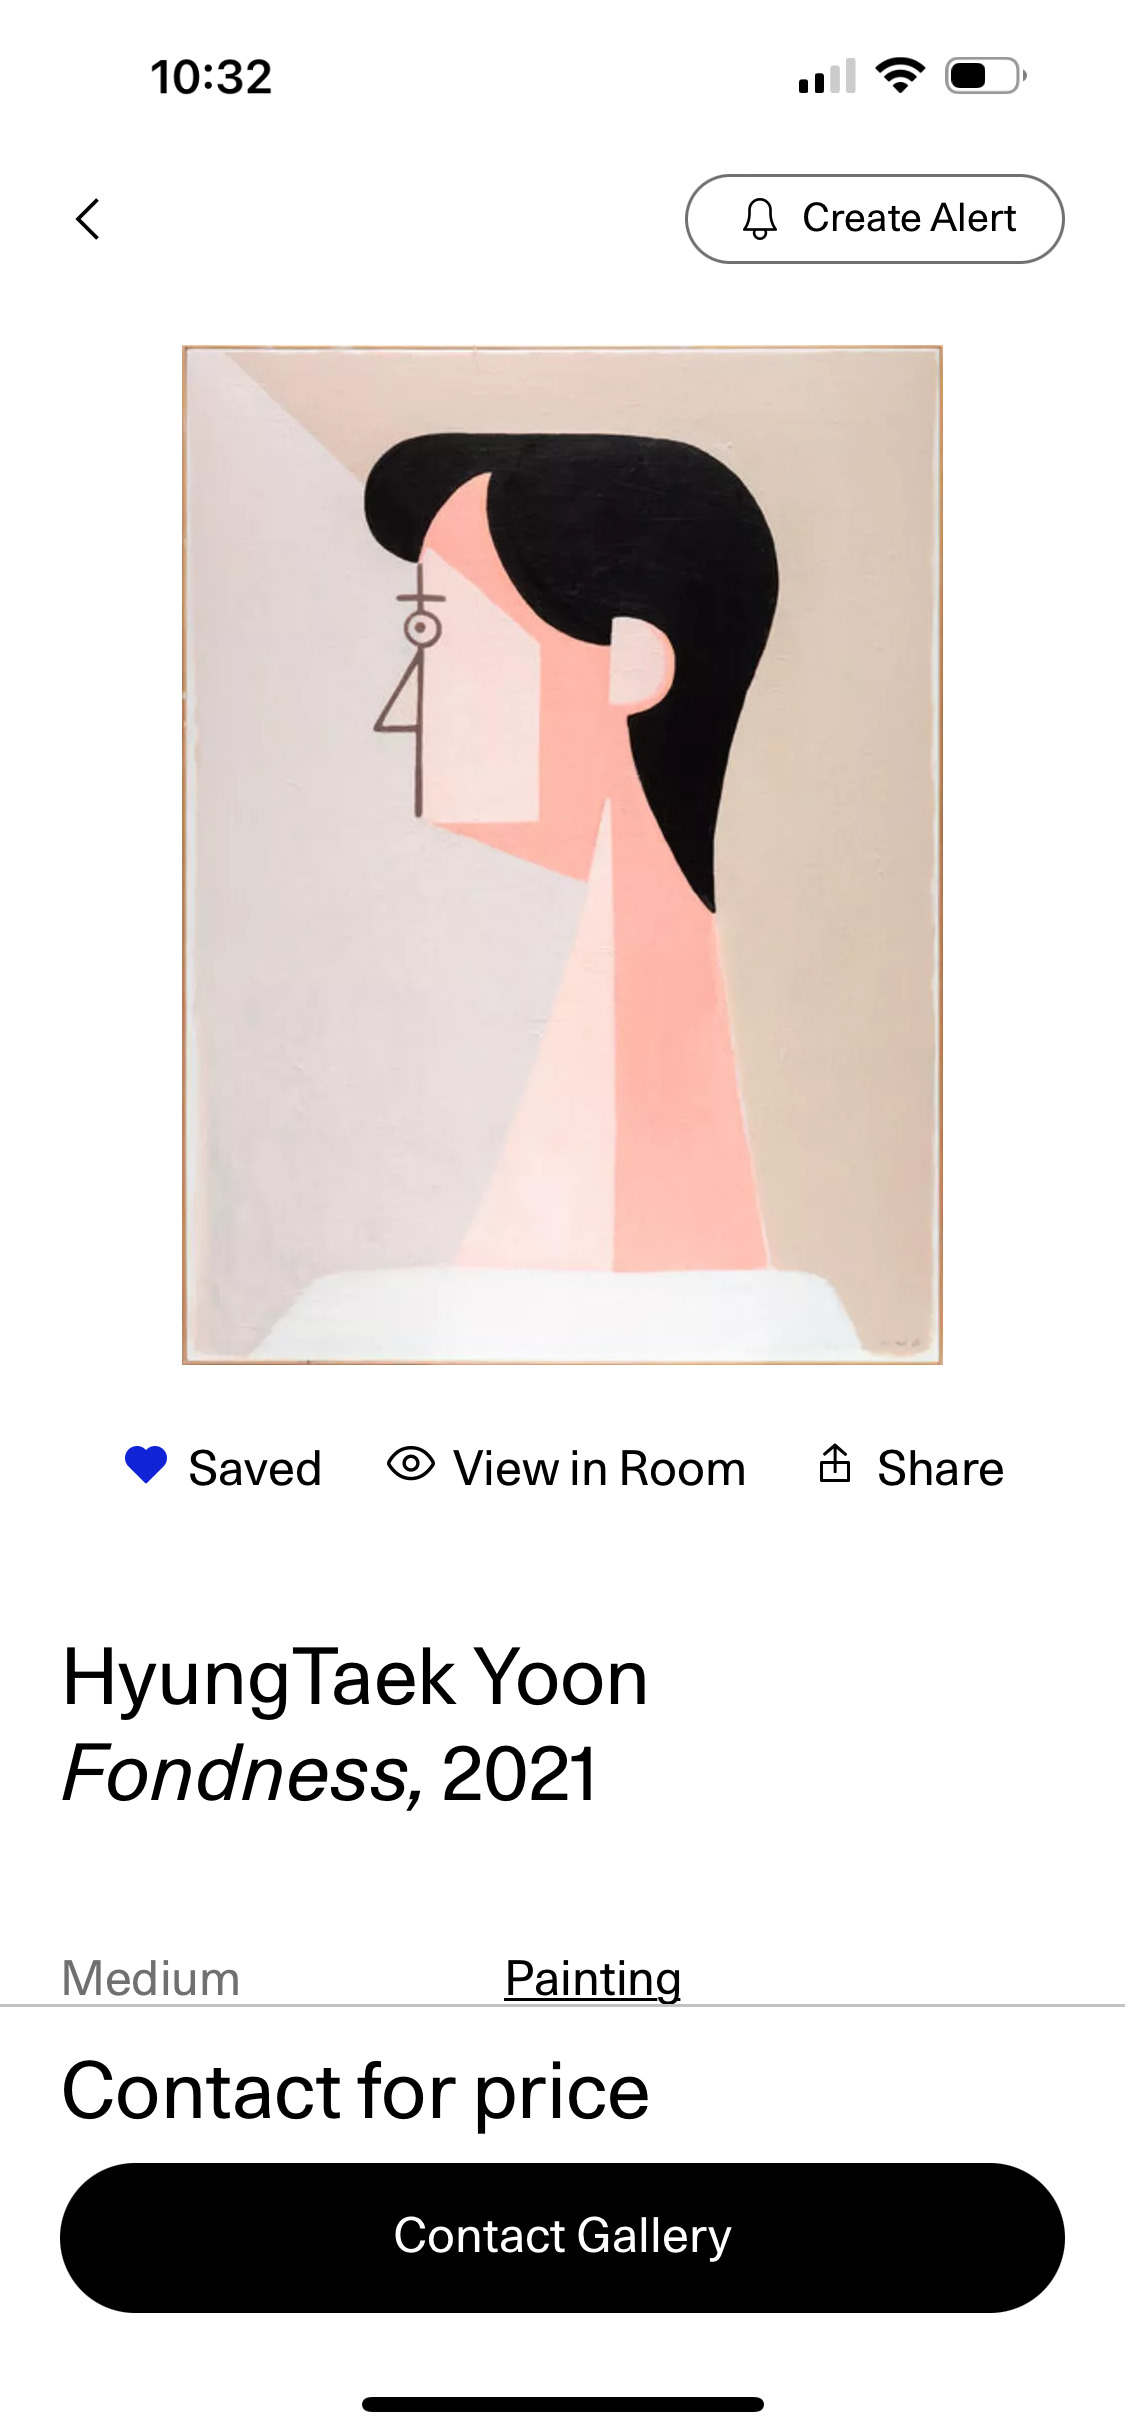 10:32
Create Alert
Saved
View in Room
Share
HyungTaek Yoon
Fondness, 2021
Medium
Painting
Contact for price
Contact Gallery